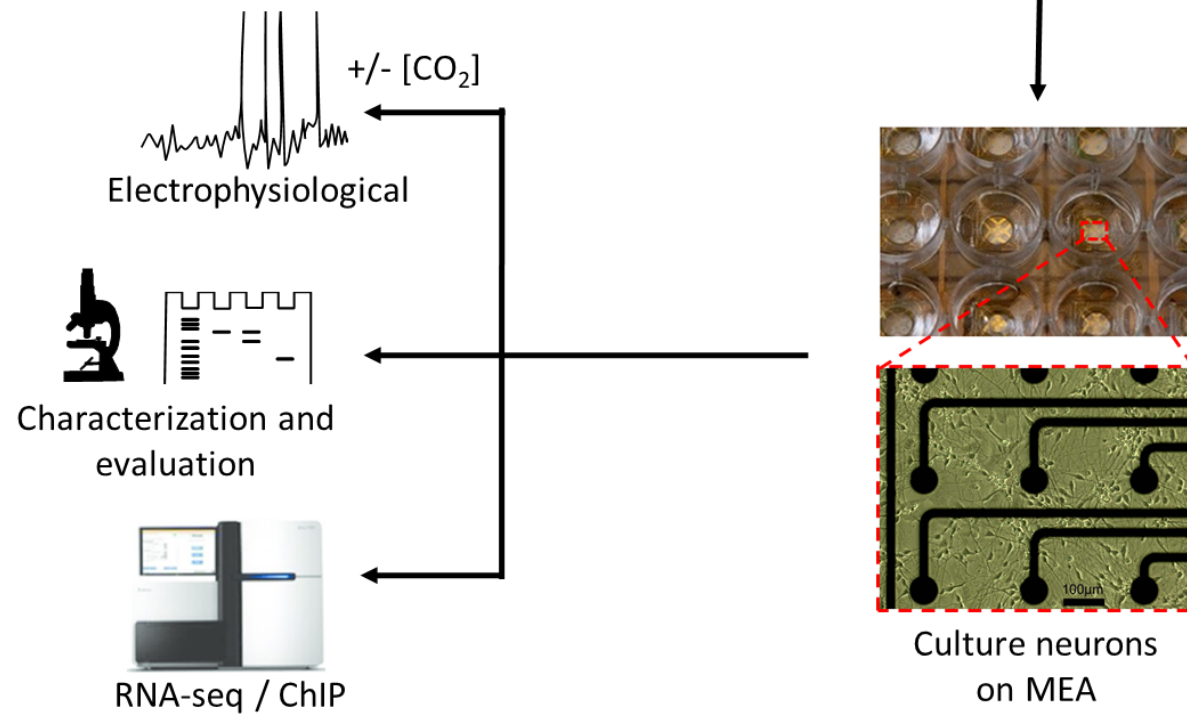 +/- [CO₂]
Electrophysiological
Characterization and
evaluation
RNA-seq / ChIP
100µm
Culture neurons
on MEA